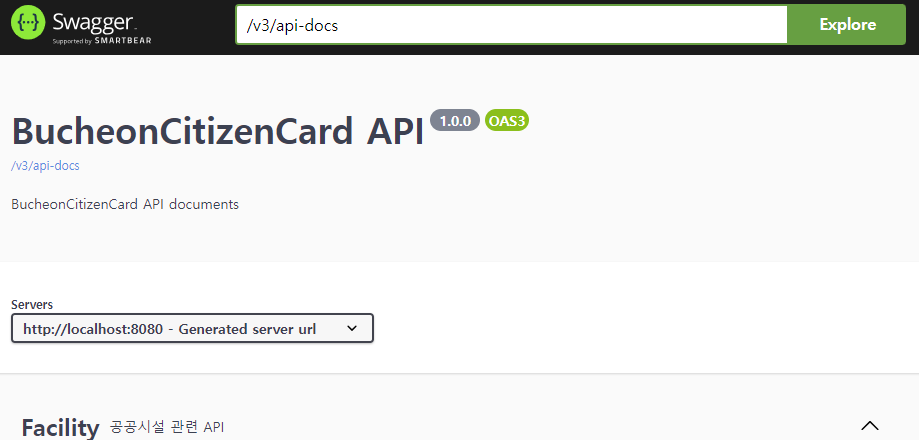 Swagger
Supported by SMARTBEAR
/v3/api-docs
Explore
BucheonCitizenCard API 1.0.0 OAS3
/v3/api-docs
BucheonCitizenCard API documents
Servers
http://localhost:8080 - Generated server url
Facility 공공시설 관련 API